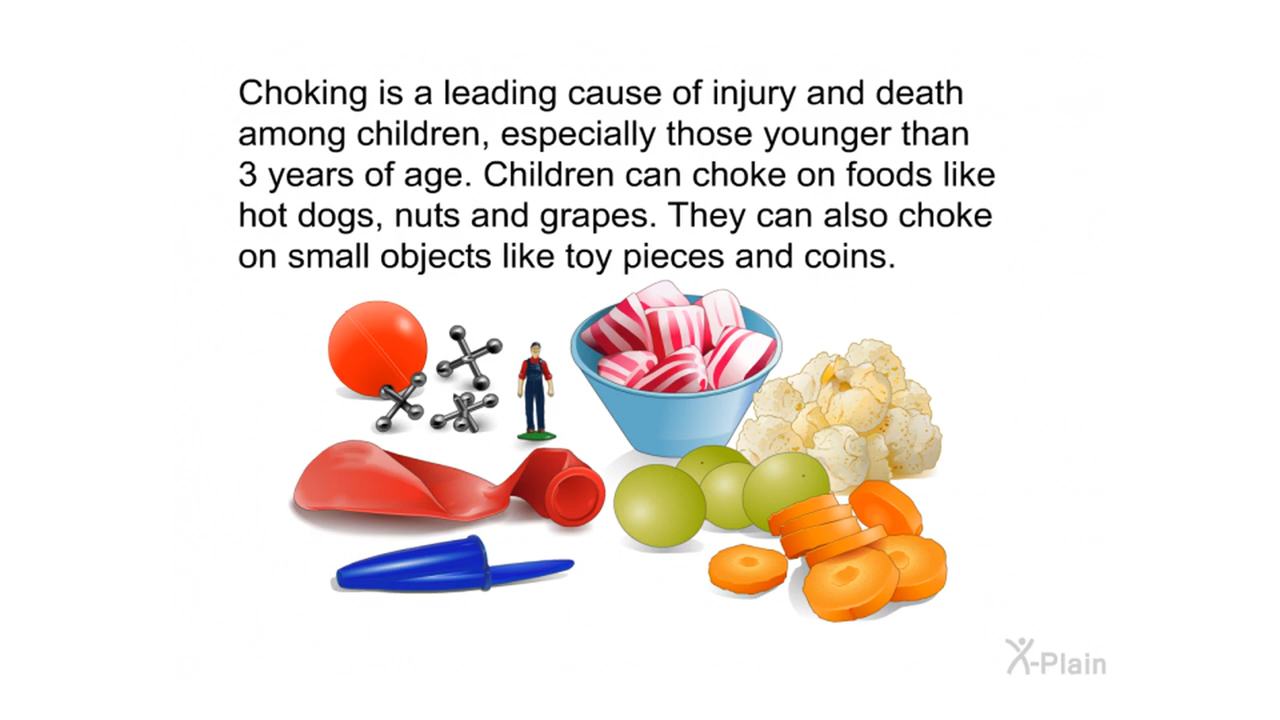 Choking is a leading cause of injury and death
among children, especially those younger than
3 years of age. Children can choke on foods like
hot dogs, nuts and grapes. They can also choke
on small objects like toy pieces and coins.
X-Plain